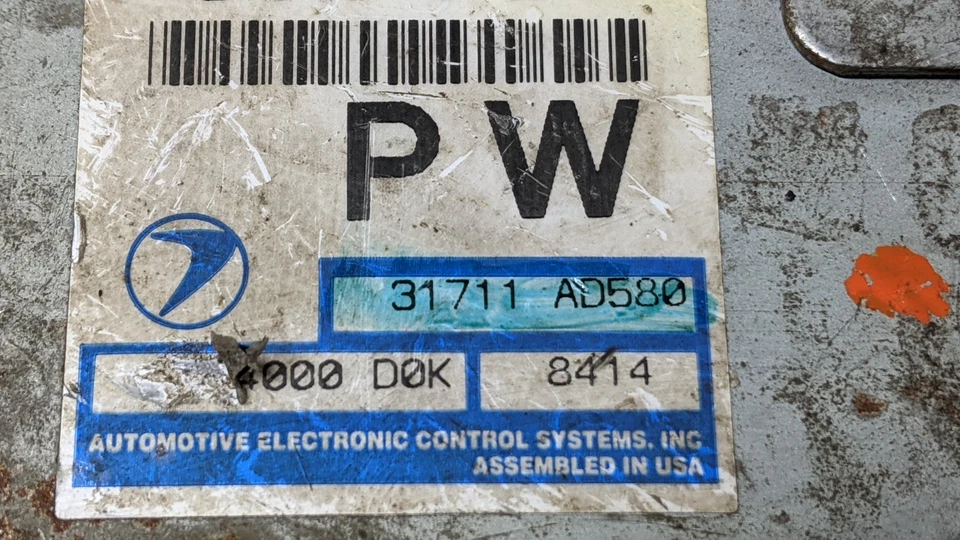 PW
31711 AD580
4000 D0K 8414
AUTOMOTIVE ELECTRONIC CONTROL SYSTEMS, INC
ASSEMBLED IN USA